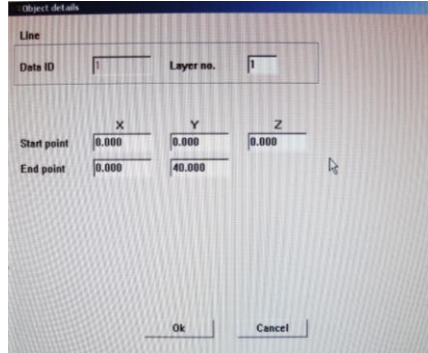 Object details
Line
Data ID 1 Layer no. 1
X Y Z
Start point 0.000 0.000 0.000
End point 0.000 40.000
Ok Cancel